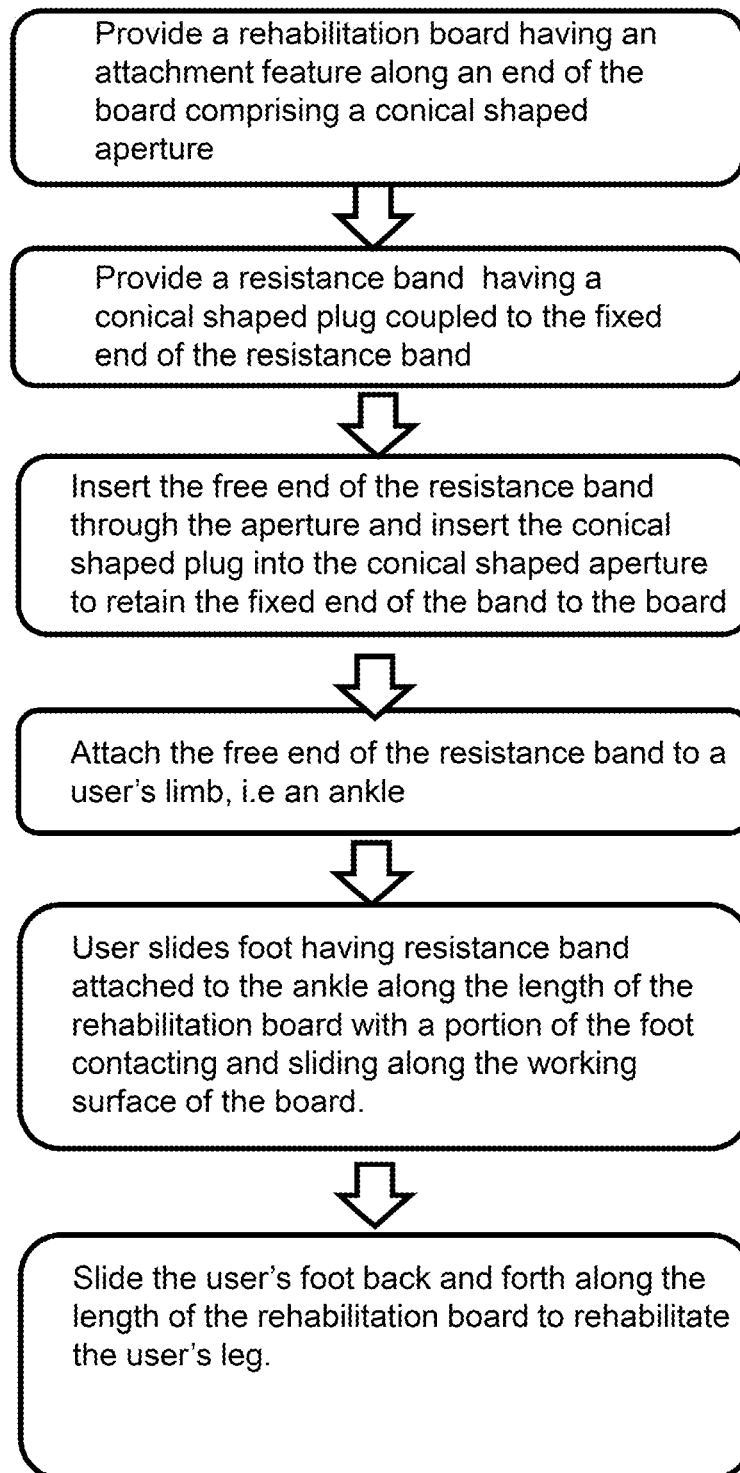 Provide a rehabilitation board having an
attachment feature along an end of the
board comprising a conical shaped
aperture
Provide a resistance band  having a
conical shaped plug coupled to the fixed
end of the resistance band
Insert the free end of the resistance band
through the aperture and insert the conical
shaped plug into the conical shaped aperture
to retain the fixed end of the band to the board
Attach the free end of the resistance band to a
user’s limb, i.e an ankle
User slides foot having resistance band
attached to the ankle along the length of the
rehabilitation board with a portion of the foot
contacting and sliding along the working
surface of the board.
Slide the user’s foot back and forth along the
length of the rehabilitation board to rehabilitate
the user’s leg.